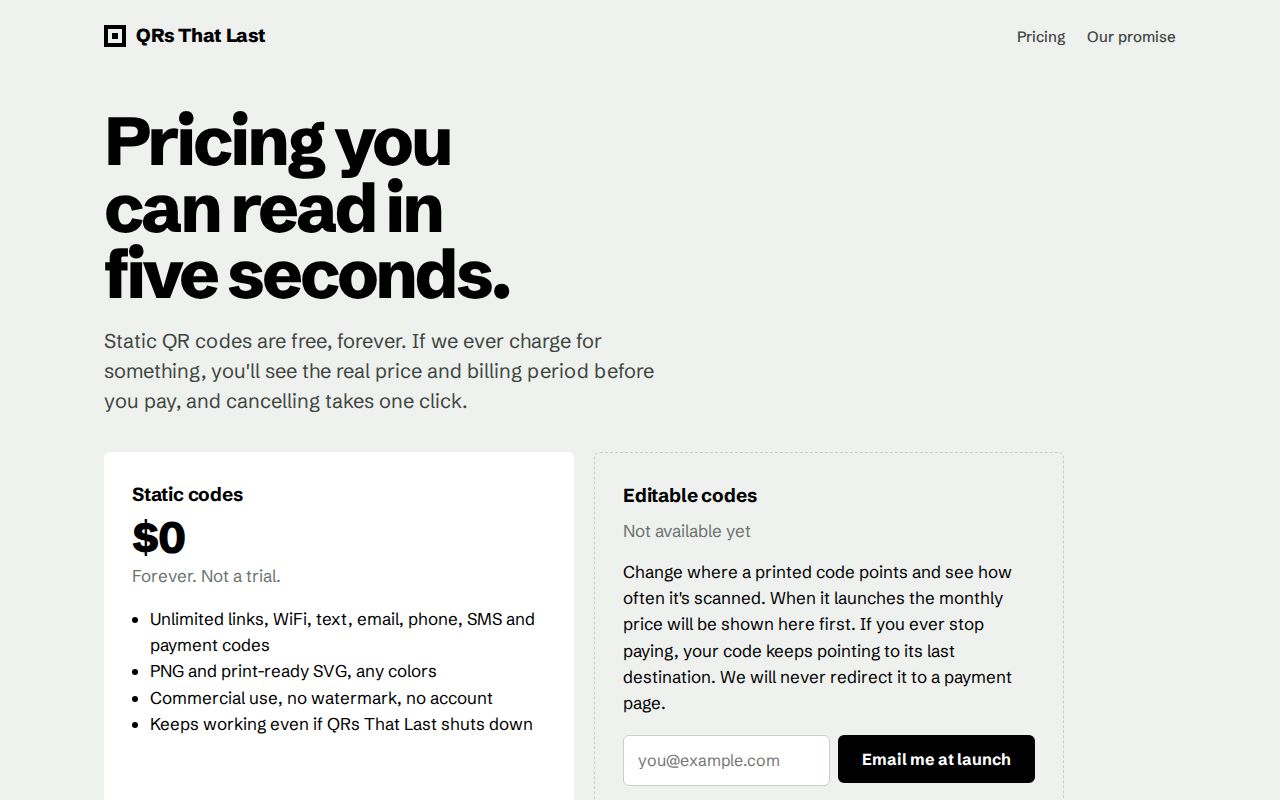 QRs That Last
Pricing
Our promise
Pricing you
can read in
five seconds.
Static QR codes are free, forever. If we ever charge for
something, you'll see the real price and billing period before
you pay, and cancelling takes one click.
Static codes
$0
Forever. Not a trial.
• Unlimited links, WiFi, text, email, phone, SMS and
payment codes
• PNG and print-ready SVG, any colors
• Commercial use, no watermark, no account
• Keeps working even if QRs That Last shuts down
Editable codes
Not available yet
Change where a printed code points and see how
often it's scanned. When it launches the monthly
price will be shown here first. If you ever stop
paying, your code keeps pointing to its last
destination. We will never redirect it to a payment
page.
you@example.com
Email me at launch